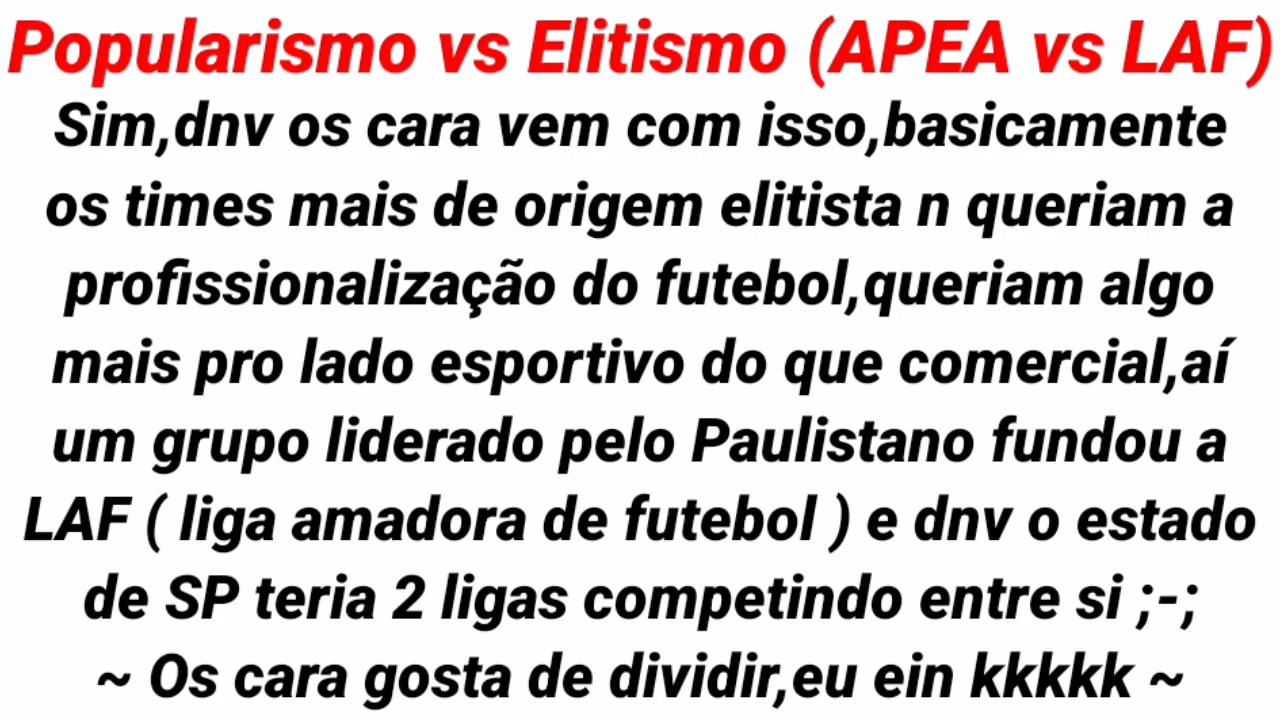 Popularismo vs Elitismo (APEA vs LAF)
Sim,dnv os cara vem com isso,basicamente
os times mais de origem elitista n queriam a
profissionalização do futebol,queriam algo
mais pro lado esportivo do que comercial,aí
um grupo liderado pelo Paulistano fundou a
LAF ( liga amadora de futebol ) e dnv o estado
de SP teria 2 ligas competindo entre si ;-;
~ Os cara gosta de dividir,eu ein kkkkk ~